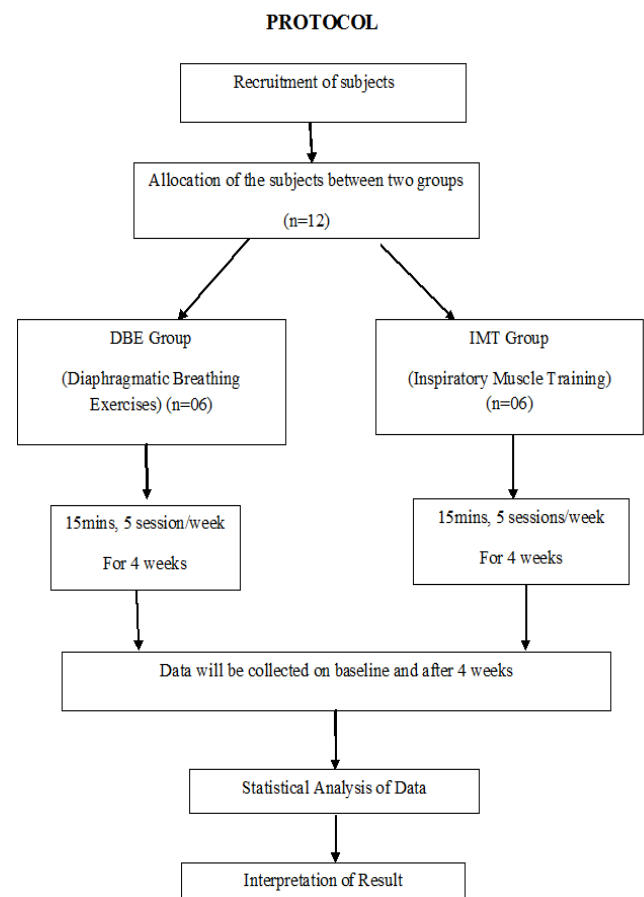 PROTOCOL
Recruitment of subjects
Allocation of the subjects between two groups
(n=12)
DBE Group
(Diaphragmatic Breathing
Exercises) (n=06)
IMT Group
(Inspiratory Muscle Training)
(n=06)
15mins, 5 session/week
For 4 weeks
15mins, 5 sessions/week
For 4 weeks
Data will be collected on baseline and after 4 weeks
Statistical Analysis of Data
Interpretation of Result